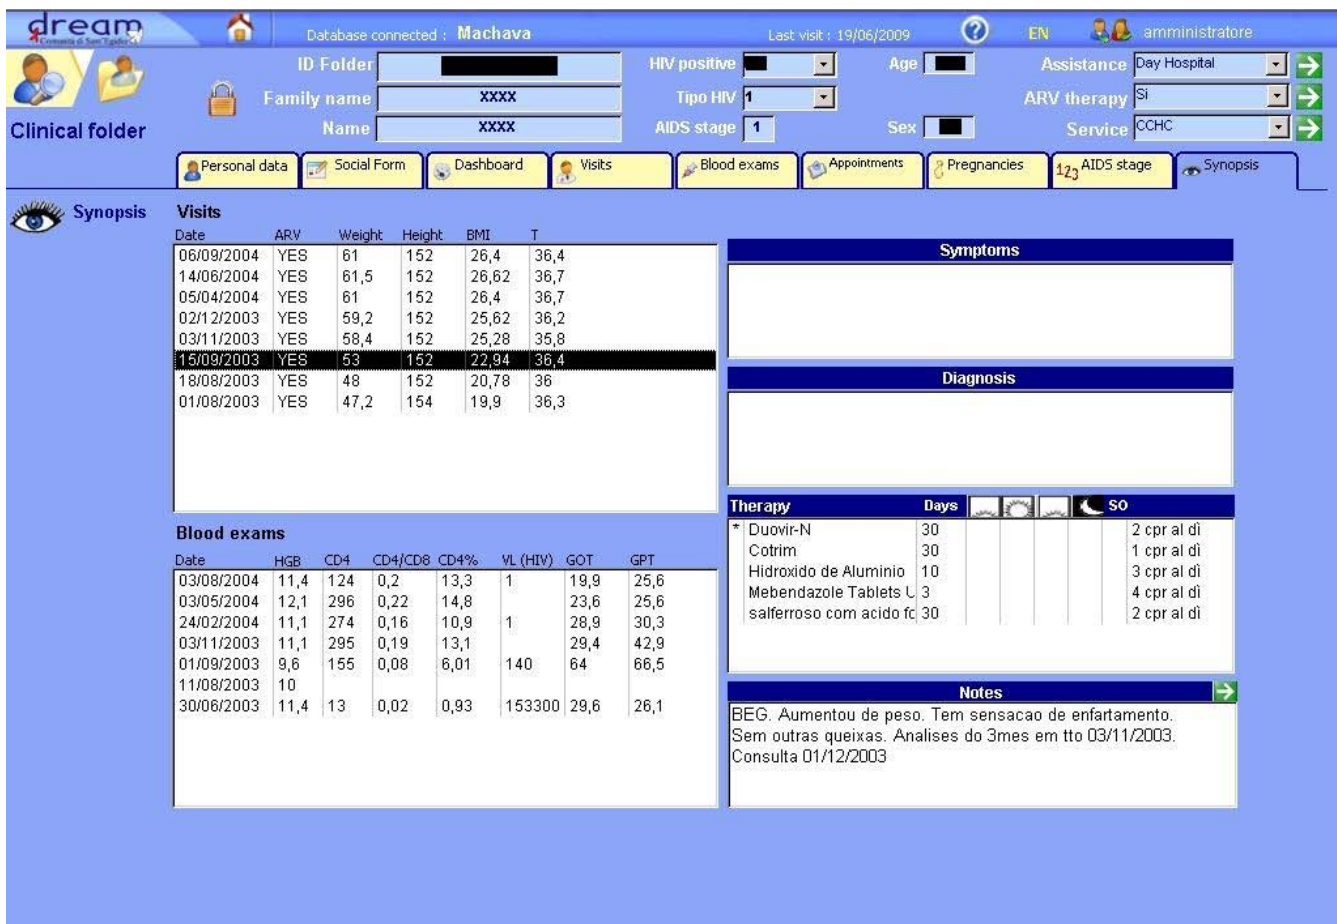 dream
Comunità di Sant'Egidio
Database connected : Machava
Last visit : 19/06/2009
EN
amministratore
ID Folder
HIV positive
Age
Assistance Day Hospital
Family name XXXX
Tipo HIV 1
ARV therapy Si
Clinical folder
Name XXXX
AIDS stage 1
Sex
Service CCHC
Personal data
Social Form
Dashboard
Visits
Blood exams
Appointments
Pregnancies
123 AIDS stage
Synopsis
Synopsis
Visits
Date ARV Weight Height BMI T
06/09/2004 YES 61 152 26,4 36,4
14/06/2004 YES 61,5 152 26,62 36,7
05/04/2004 YES 61 152 26,4 36,7
02/12/2003 YES 59,2 152 25,62 36,2
03/11/2003 YES 58,4 152 25,28 35,8
15/09/2003 YES 53 152 22,94 36,4
18/08/2003 YES 48 152 20,78 36
01/08/2003 YES 47,2 154 19,9 36,3
Blood exams
Date HGB CD4 CD4/CD8 CD4% VL (HIV) GOT GPT
03/08/2004 11,4 124 0,2 13,3 1 19,9 25,6
03/05/2004 12,1 296 0,22 14,8 23,6 25,6
24/02/2004 11,1 274 0,16 10,9 1 28,9 30,3
03/11/2003 11,1 295 0,19 13,1 29,4 42,9
01/09/2003 9,6 155 0,08 6,01 140 64 66,5
11/08/2003 10
30/06/2003 11,4 13 0,02 0,93 153300 29,6 26,1
Symptoms
Diagnosis
Therapy Days SO
* Duovir-N 30 2 cpr al dì
Cotrim 30 1 cpr al dì
Hidroxido de Aluminio 10 3 cpr al dì
Mebendazole Tablets U 3 4 cpr al dì
salferroso com acido fo 30 2 cpr al dì
Notes
BEG. Aumentou de peso. Tem sensacao de enfartamento.
Sem outras queixas. Analises do 3mes em tto 03/11/2003.
Consulta 01/12/2003